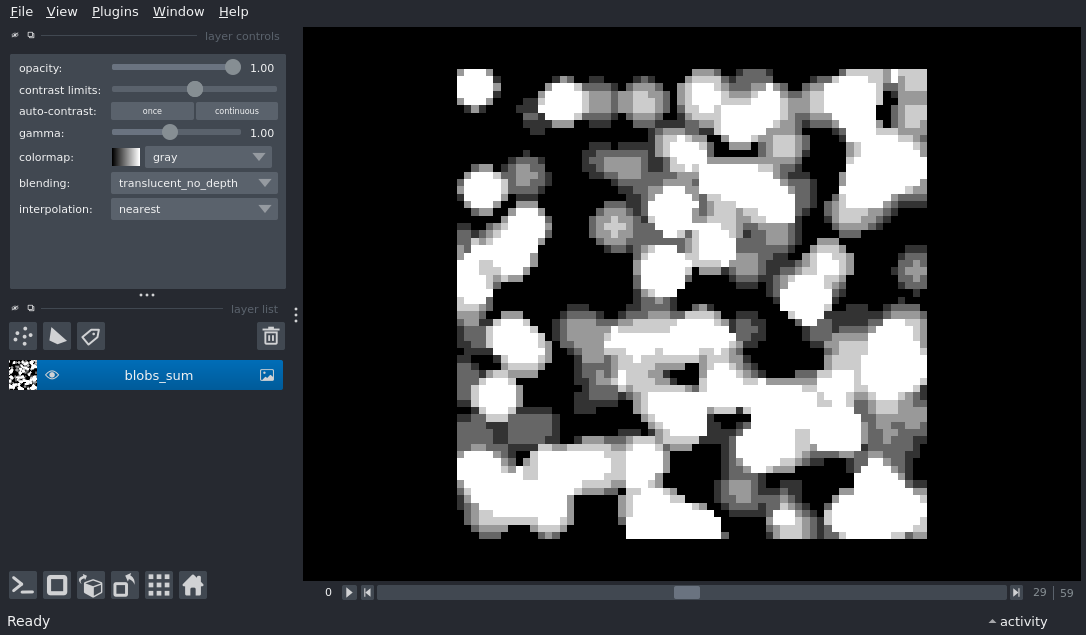 File View Plugins Window Help
layer controls
opacity: 1.00
contrast limits:
auto-contrast: once continuous
gamma: 1.00
colormap: gray
blending: translucent_no_depth
interpolation: nearest
layer list
blobs_sum
0 29 59
Ready activity